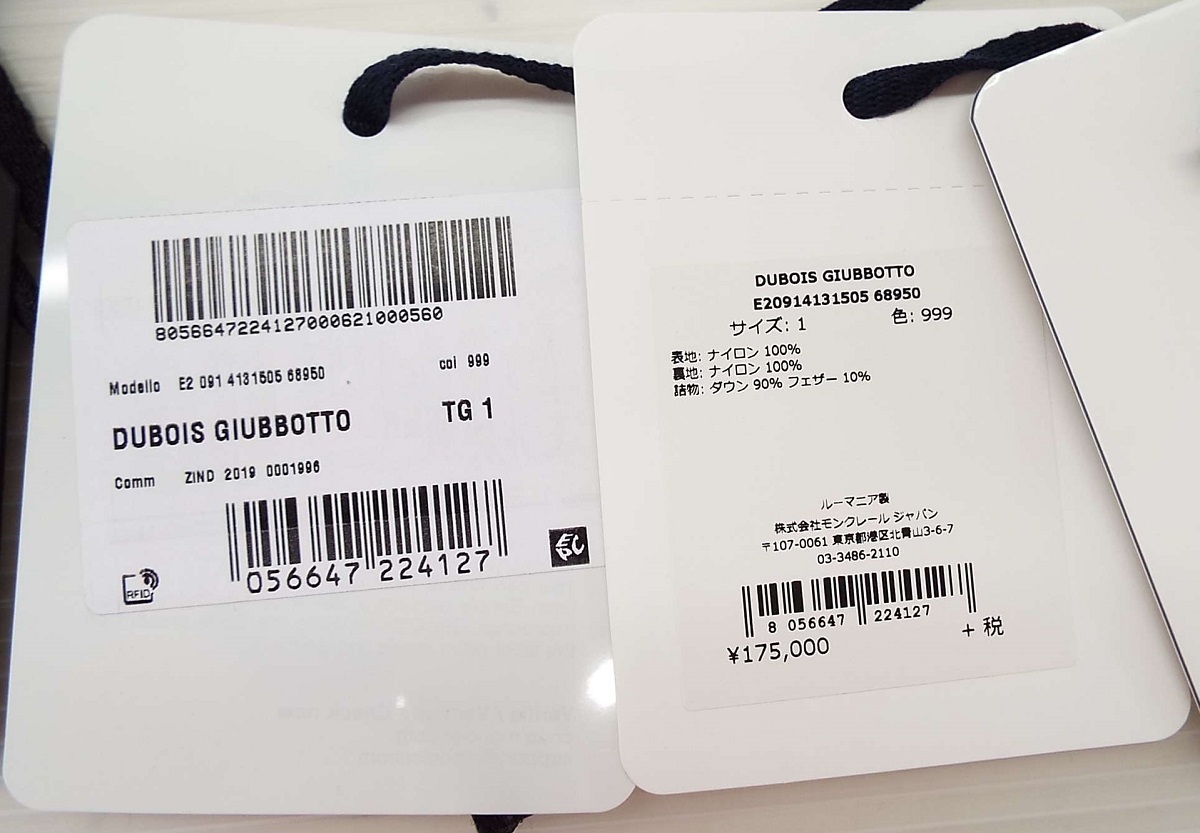 8056647224127000621000560
Modello E2 091 4131505 68950 col 999
DUBOIS GIUBBOTTO TG 1
Comm ZIND 2019 0001996
056647 224127
RFID
EPC
DUBOIS GIUBBOTTO
E20914131505 68950
サイズ: 1 色: 999
表地: ナイロン 100%
裏地: ナイロン 100%
詰物: ダウン 90% フェザー 10%
ルーマニア製
株式会社モンクレール ジャパン
〒107-0061 東京都港区北青山3-6-7
03-3486-2110
8 056647 224127
¥175,000 + 税